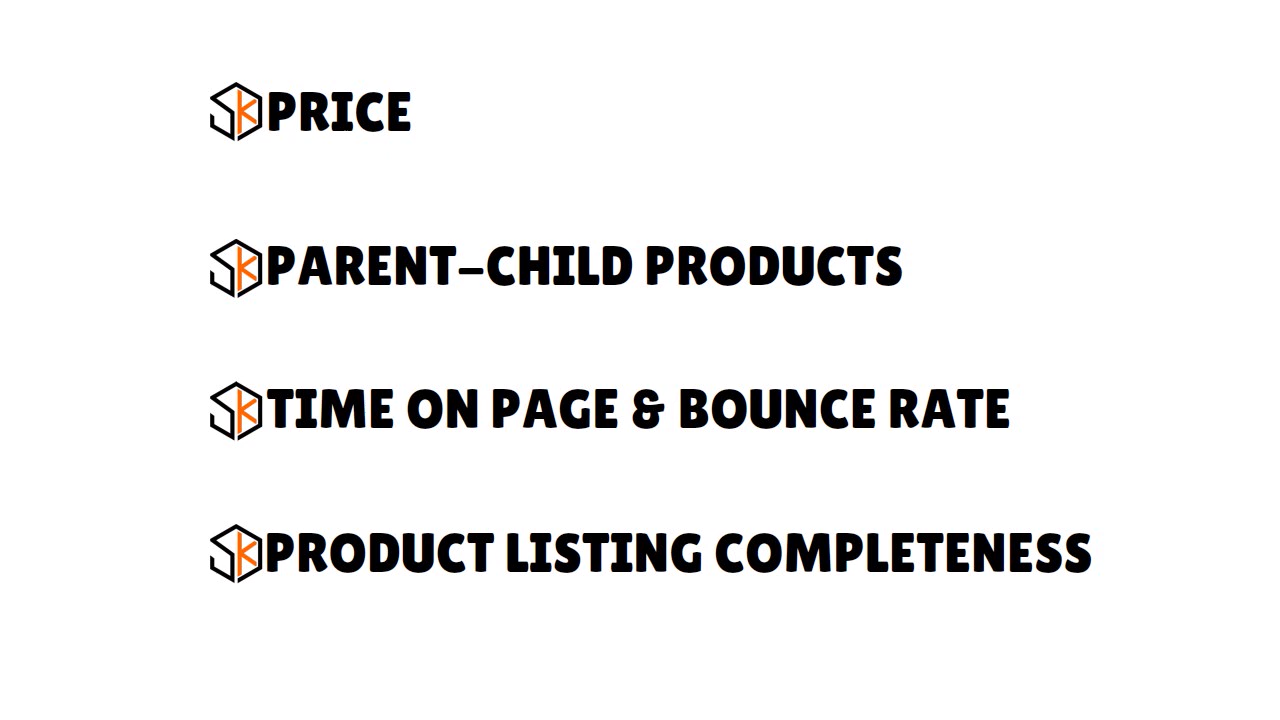 PRICE
PARENT-CHILD PRODUCTS
TIME ON PAGE & BOUNCE RATE
PRODUCT LISTING COMPLETENESS